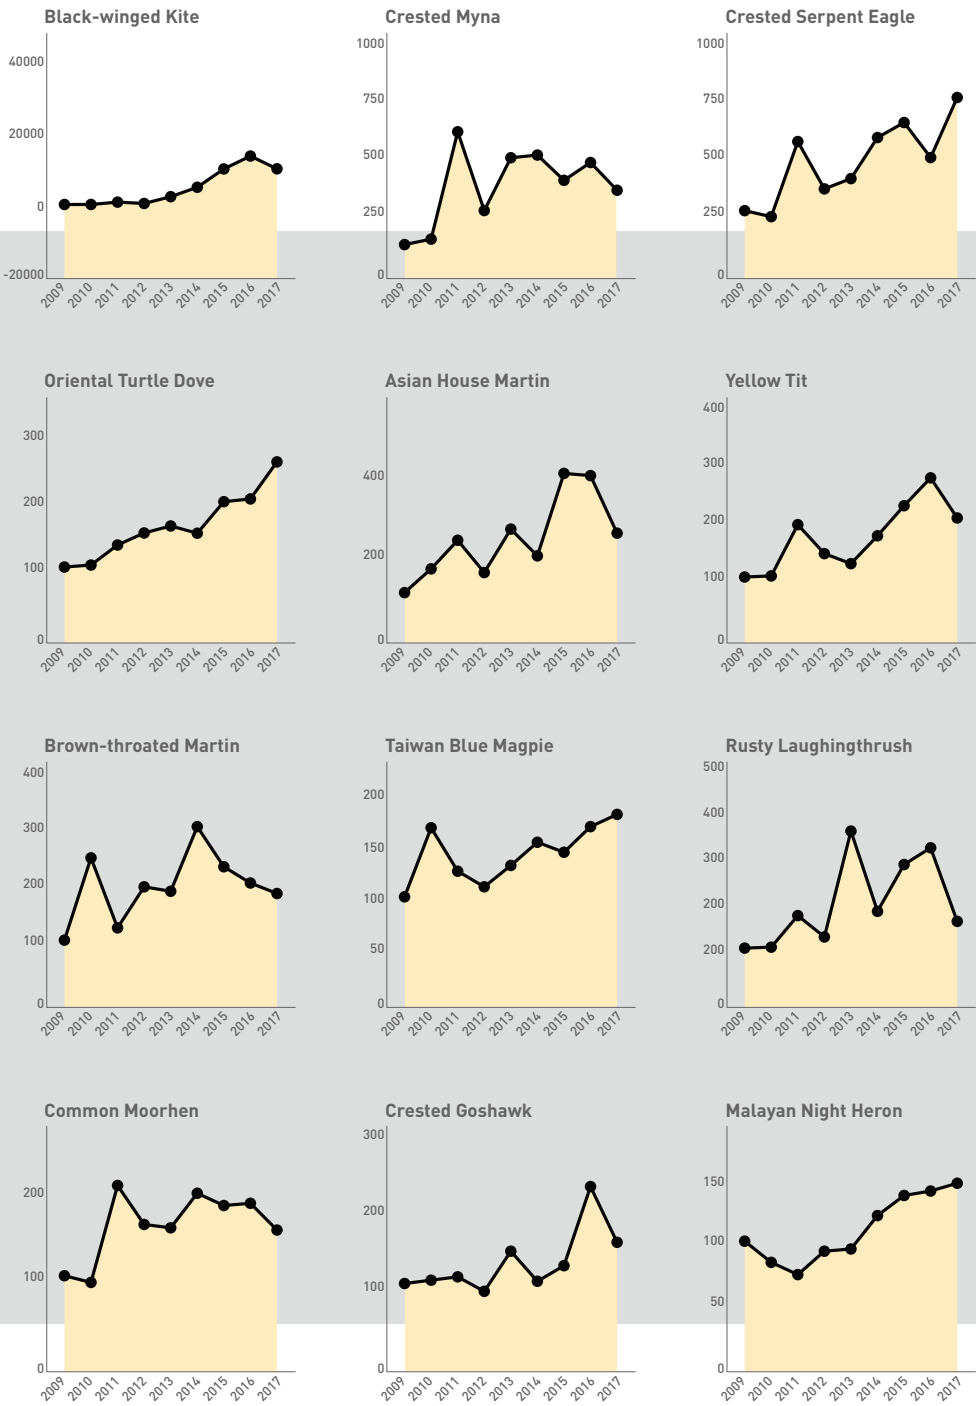 Black-winged Kite
40000
20000
0
-20000
2009 2010 2011 2012 2013 2014 2015 2016 2017
Crested Myna
1000
750
500
250
0
2009 2010 2011 2012 2013 2014 2015 2016 2017
Crested Serpent Eagle
1000
750
500
250
0
2009 2010 2011 2012 2013 2014 2015 2016 2017
Oriental Turtle Dove
300
200
100
0
2009 2010 2011 2012 2013 2014 2015 2016 2017
Asian House Martin
400
200
0
2009 2010 2011 2012 2013 2014 2015 2016 2017
Yellow Tit
400
300
200
100
0
2009 2010 2011 2012 2013 2014 2015 2016 2017
Brown-throated Martin
400
300
200
100
0
2009 2010 2011 2012 2013 2014 2015 2016 2017
Taiwan Blue Magpie
200
150
100
50
0
2009 2010 2011 2012 2013 2014 2015 2016 2017
Rusty Laughingthrush
500
400
300
200
200
0
2009 2010 2011 2012 2013 2014 2015 2016 2017
Common Moorhen
200
100
0
2009 2010 2011 2012 2013 2014 2015 2016 2017
Crested Goshawk
300
200
100
0
2009 2010 2011 2012 2013 2014 2015 2016 2017
Malayan Night Heron
150
100
50
0
2009 2010 2011 2012 2013 2014 2015 2016 2017